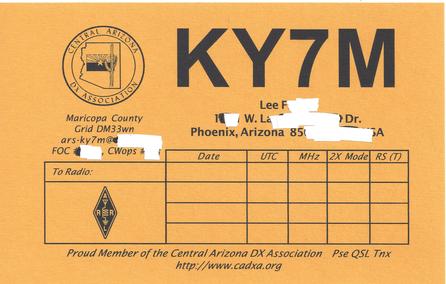 CENTRAL ARIZONA
DX ASSOCIATION
KY7M
Maricopa County
Grid DM33wn
ars-ky7m@
FOC # CWops #
Lee F
W. La Dr.
Phoenix, Arizona 85
Date UTC MHz 2X Mode RS (T)
To Radio:
A
R R
L
Proud Member of the Central Arizona DX Association Pse QSL Tnx
http://www.cadxa.org